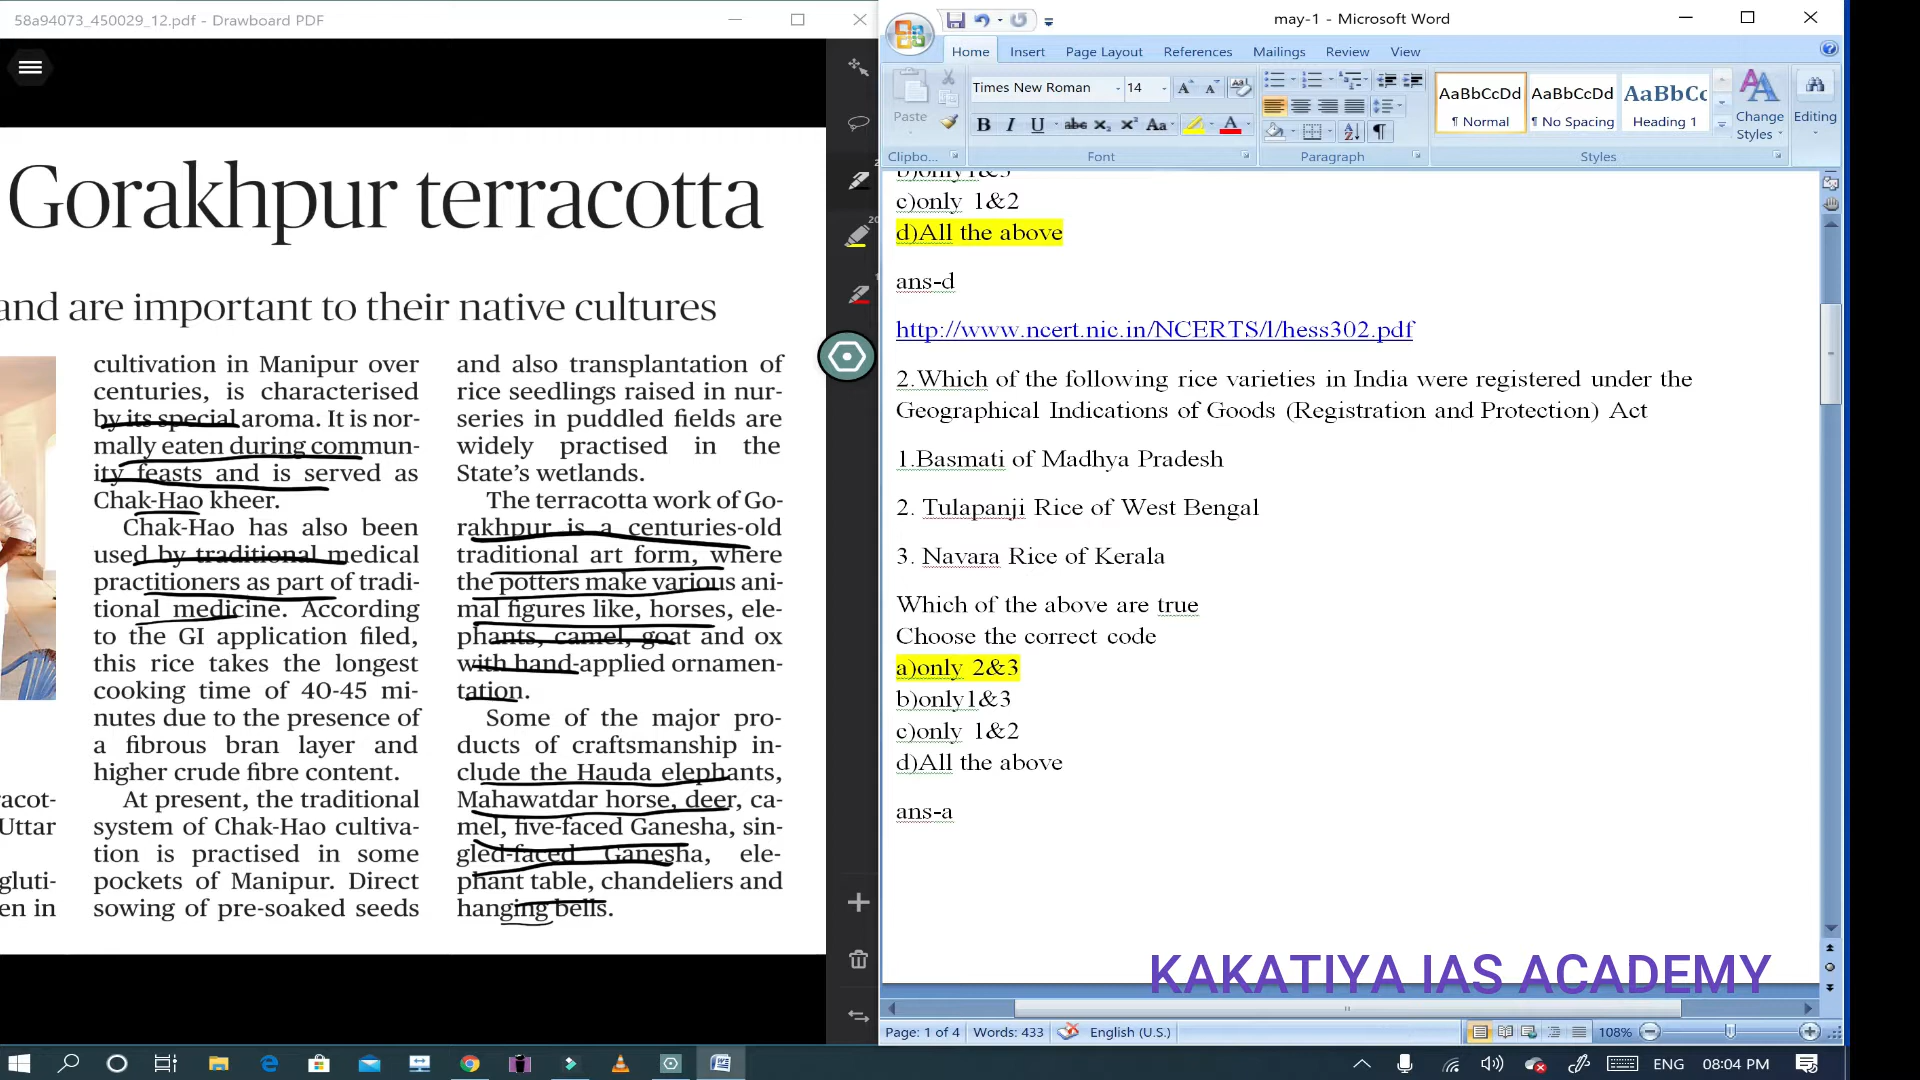 58a94073_450029_12.pdf - Drawboard PDF
Gorakhpur terracotta
and are important to their native cultures
cultivation in Manipur over
centuries, is characterised
by its special aroma. It is nor-
mally eaten during commun-
ity feasts and is served as
Chak-Hao kheer.
Chak-Hao has also been
used by traditional medical
practitioners as part of tradi-
tional medicine. According
to the GI application filed,
this rice takes the longest
cooking time of 40-45 mi-
nutes due to the presence of
a fibrous bran layer and
higher crude fibre content.
At present, the traditional
system of Chak-Hao cultiva-
tion is practised in some
pockets of Manipur. Direct
sowing of pre-soaked seeds
and also transplantation of
rice seedlings raised in nur-
series in puddled fields are
widely practised in the
State's wetlands.
The terracotta work of Go-
rakhpur is a centuries-old
traditional art form, where
the potters make various ani-
mal figures like, horses, ele-
phants, camel, goat and ox
with hand-applied ornamen-
tation.
Some of the major pro-
ducts of craftsmanship in-
clude the Hauda elephants,
Mahawatdar horse, deer, ca-
mel, five-faced Ganesha, sin-
gled-faced Ganesha, ele-
phant table, chandeliers and
hanging bells.
acot-
Uttar
gluti-
en in
may-1 - Microsoft Word
Home Insert Page Layout References Mailings Review View
Paste
Times New Roman 14
AaBbCcDd AaBbCcDd AaBbCc
¶ Normal ¶ No Spacing Heading 1
Change Styles
Editing
Clipbo... Font Paragraph Styles
b)only1&3
c)only 1&2
d)All the above
ans-d
http://www.ncert.nic.in/NCERTS/l/hess302.pdf
2.Which of the following rice varieties in India were registered under the
Geographical Indications of Goods (Registration and Protection) Act
1.Basmati of Madhya Pradesh
2. Tulapanji Rice of West Bengal
3. Navara Rice of Kerala
Which of the above are true
Choose the correct code
a)only 2&3
b)only1&3
c)only 1&2
d)All the above
ans-a
KAKATIYA IAS ACADEMY
Page: 1 of 4 Words: 433 English (U.S.) 108%
ENG 08:04 PM